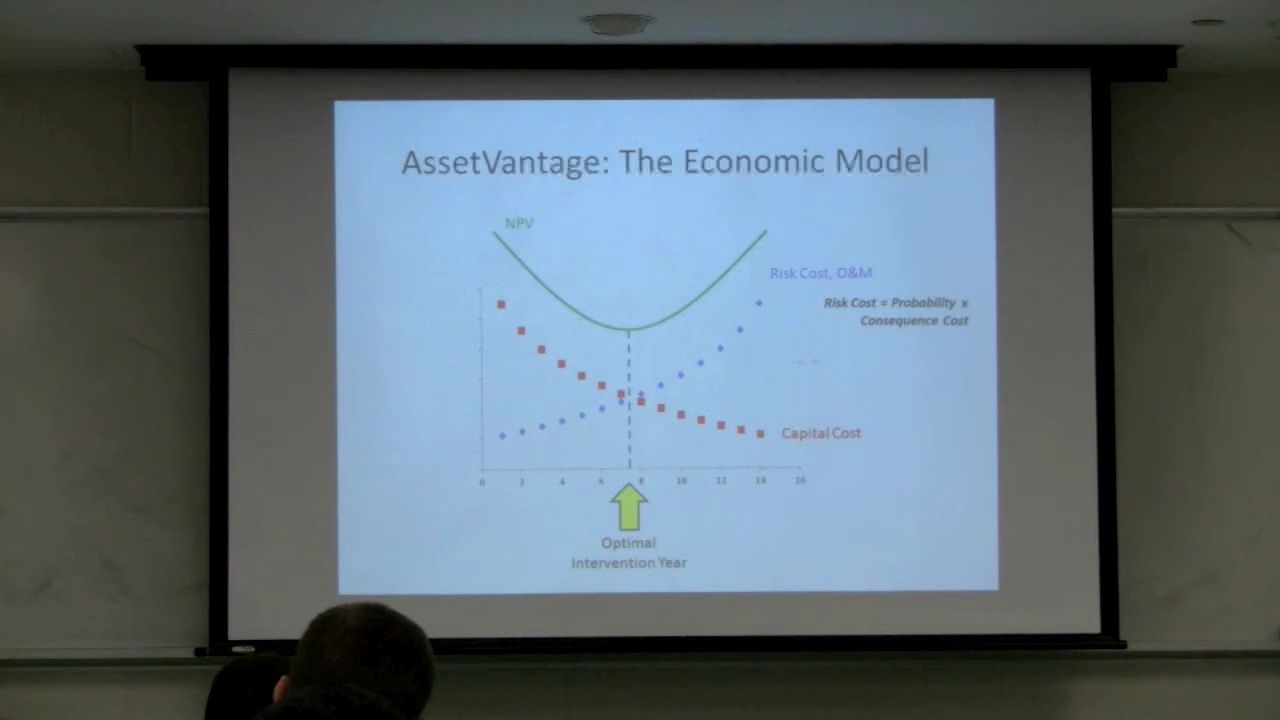 AssetVantage: The Economic Model
NPV
Risk Cost, O&M
Risk Cost = Probability x
Consequence Cost
Capital Cost
0 2 4 6 8 10 12 14 16
Optimal
Intervention Year